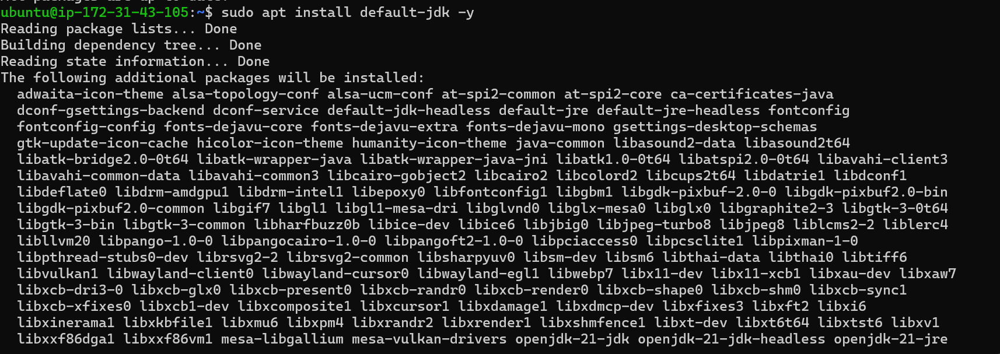 ubuntu@ip-172-31-43-105:~$ sudo apt install default-jdk -y
Reading package lists... Done
Building dependency tree... Done
Reading state information... Done
The following additional packages will be installed:
  adwaita-icon-theme alsa-topology-conf alsa-ucm-conf at-spi2-common at-spi2-core ca-certificates-java
  dconf-gsettings-backend dconf-service default-jdk-headless default-jre default-jre-headless fontconfig
  fontconfig-config fonts-dejavu-core fonts-dejavu-extra fonts-dejavu-mono gsettings-desktop-schemas
  gtk-update-icon-cache hicolor-icon-theme humanity-icon-theme java-common libasound2-data libasound2t64
  libatk-bridge2.0-0t64 libatk-wrapper-java libatk-wrapper-java-jni libatk1.0-0t64 libatspi2.0-0t64 libavahi-client3
  libavahi-common-data libavahi-common3 libcairo-gobject2 libcairo2 libcolord2 libcups2t64 libdatrie1 libdconf1
  libdeflate0 libdrm-amdgpu1 libdrm-intel1 libepoxy0 libfontconfig1 libgbm1 libgdk-pixbuf-2.0-0 libgdk-pixbuf2.0-bin
  libgdk-pixbuf2.0-common libgif7 libgl1 libgl1-mesa-dri libglvnd0 libglx-mesa0 libglx0 libgraphite2-3 libgtk-3-0t64
  libgtk-3-bin libgtk-3-common libharfbuzz0b libice-dev libice6 libjbig0 libjpeg-turbo8 libjpeg8 liblcms2-2 liblerc4
  libllvm20 libpango-1.0-0 libpangocairo-1.0-0 libpangoft2-1.0-0 libpciaccess0 libpcsclite1 libpixman-1-0
  libpthread-stubs0-dev librsvg2-2 librsvg2-common libsharpyuv0 libsm-dev libsm6 libthai-data libthai0 libtiff6
  libvulkan1 libwayland-client0 libwayland-cursor0 libwayland-egl1 libwebp7 libx11-dev libx11-xcb1 libxau-dev libxaw7
  libxcb-dri3-0 libxcb-glx0 libxcb-present0 libxcb-randr0 libxcb-render0 libxcb-shape0 libxcb-shm0 libxcb-sync1
  libxcb-xfixes0 libxcb1-dev libxcomposite1 libxcursor1 libxdamage1 libxdmcp-dev libxfixes3 libxft2 libxi6
  libxinerama1 libxkbfile1 libxmu6 libxpm4 libxrandr2 libxrender1 libxshmfence1 libxt-dev libxt6t64 libxtst6 libxv1
  libxxf86dga1 libxxf86vm1 mesa-libgallium mesa-vulkan-drivers openjdk-21-jdk openjdk-21-jdk-headless openjdk-21-jre